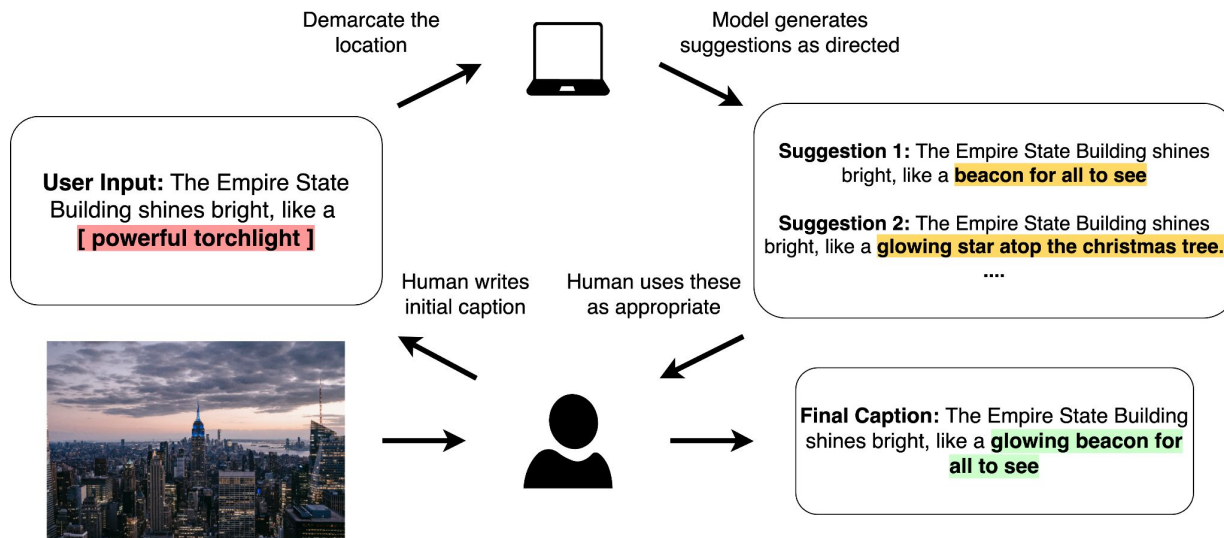 Demarcate the
location
Model generates
suggestions as directed
User Input: The Empire State
Building shines bright, like a
[ powerful torchlight ]
Suggestion 1: The Empire State Building shines
bright, like a beacon for all to see
Suggestion 2: The Empire State Building shines
bright, like a glowing star atop the christmas tree.
....
Human writes
initial caption
Human uses these
as appropriate
Final Caption: The Empire State Building
shines bright, like a glowing beacon for
all to see